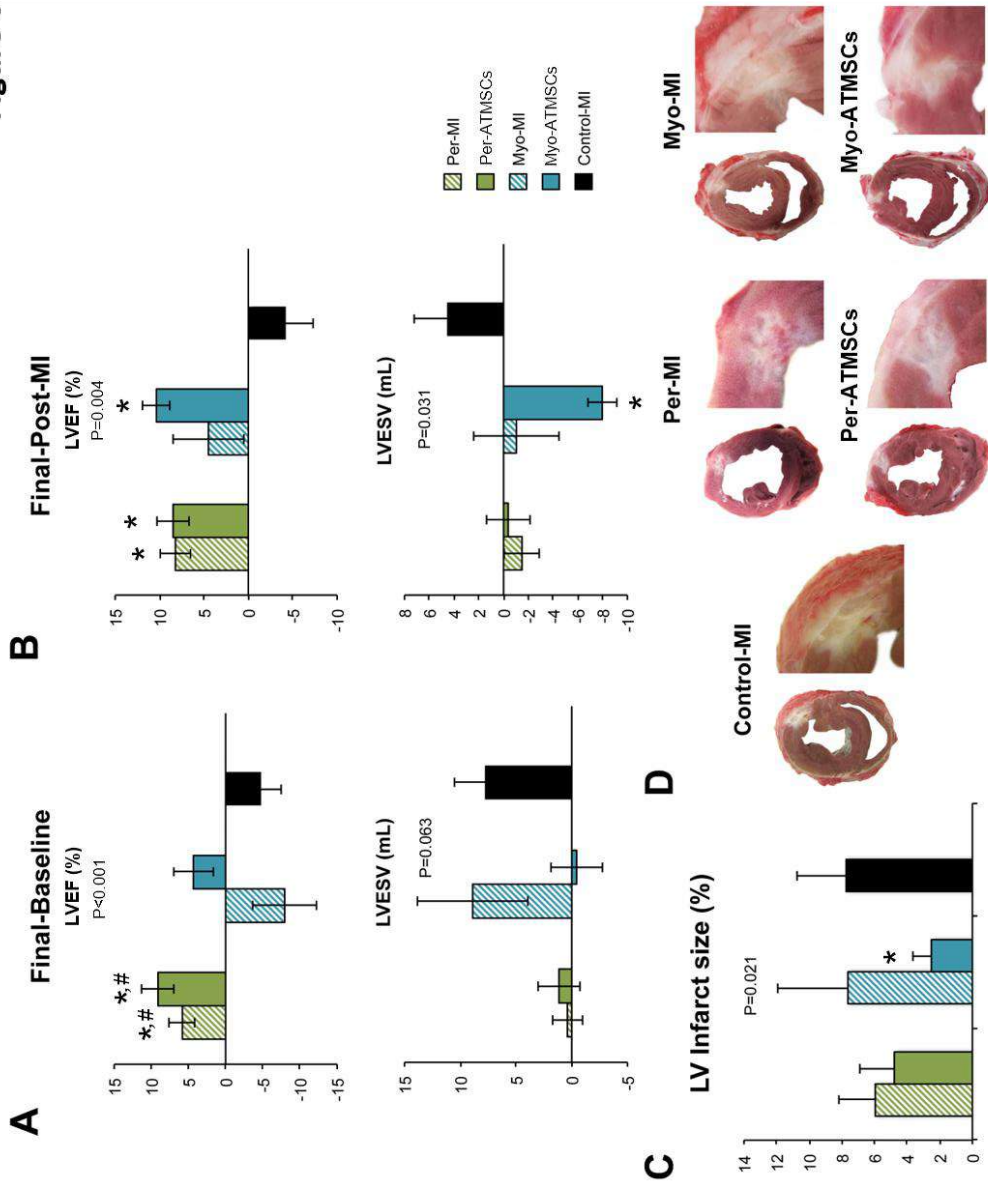 A
Final-Baseline
LVEF (%)
P<0.001
15
10
5
0
-5
-10
-15
*,#
*,#
LVESV (mL)
P=0.063
15
10
5
0
-5
B
Final-Post-MI
LVEF (%)
P=0.004
15
10
5
0
-5
-10
*
*
*
LVESV (mL)
P=0.031
8
6
4
2
0
-2
-4
-6
-8
-10
*
Per-MI
Per-ATMSCs
Myo-MI
Myo-ATMSCs
Control-MI
C
LV Infarct size (%)
P=0.021
14
12
10
8
6
4
2
0
*
D
Control-MI
Per-MI
Myo-MI
Per-ATMSCs
Myo-ATMSCs